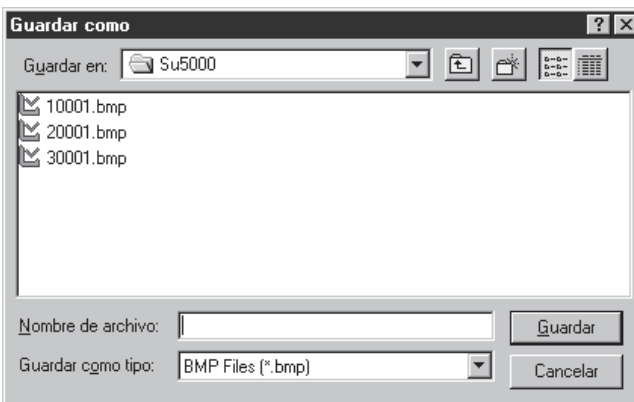 Guardar como
Guardar en: Su5000
10001.bmp
20001.bmp
30001.bmp
Nombre de archivo: Guardar
Guardar como tipo: BMP Files (*.bmp) Cancelar